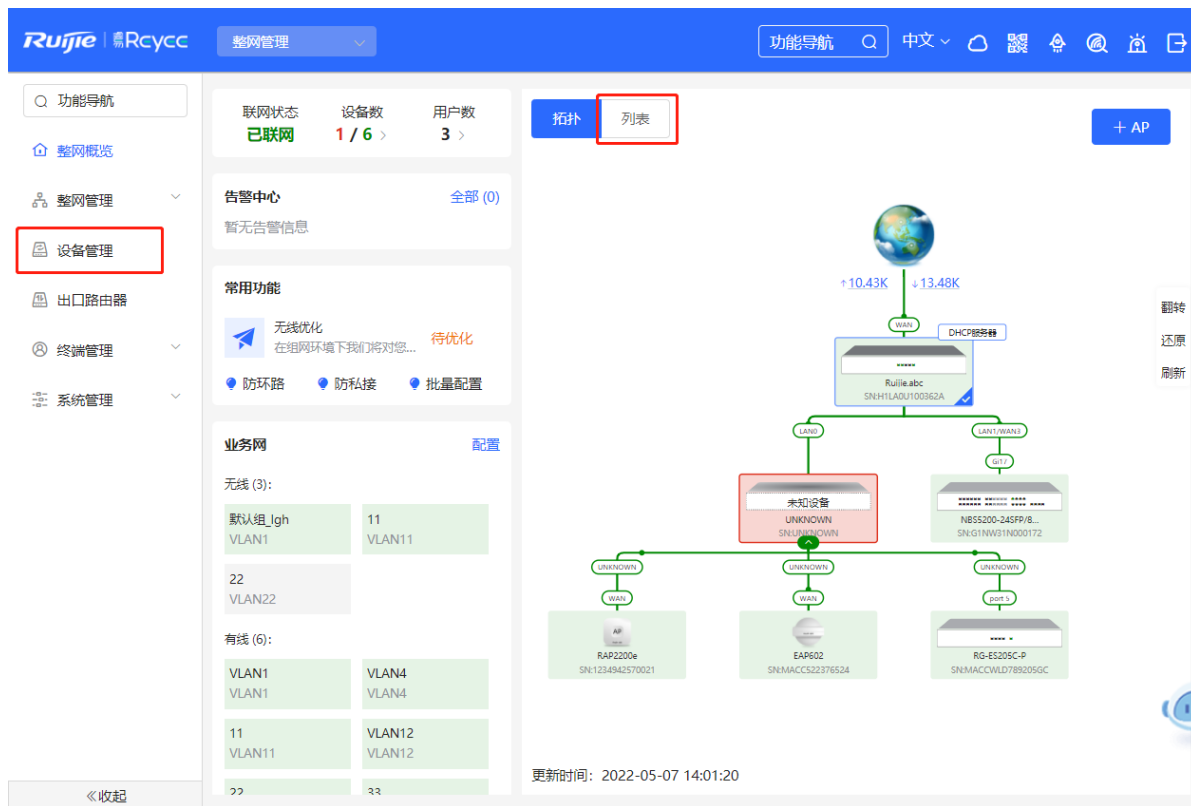 Ruijie | 睿易Reyee
整网管理
功能导航
中文
功能导航
整网概览
整网管理
设备管理
出口路由器
终端管理
系统管理
《收起
联网状态 设备数 用户数
已联网 1 / 6 > 3 >
告警中心 全部 (0)
暂无告警信息
常用功能
无线优化
在组网环境下我们将对您...
待优化
防环路 防私接 批量配置
业务网 配置
无线 (3):
默认组_lgh 11
VLAN1 VLAN11
22
VLAN22
有线 (6):
VLAN1 VLAN4
VLAN1 VLAN4
11 VLAN12
VLAN11 VLAN12
22 33
拓扑 列表
+ AP
↑10.43K ↓13.48K
WAN
DHCP服务器
Ruijie.abc
SN:H1LA0U100362A
LAN0 LAN1/WAN3
Gi17
未知设备
UNKNOWN
SN:UNKNOWN
NBS5200-24SFP/8...
SN:G1NW31N000172
UNKNOWN UNKNOWN UNKNOWN
WAN WAN port 5
AP
RAP2200e EAP602 RG-ES205C-P
SN:1234942570021 SN:MACC522376524 SN:MACCWLD789205GC
翻转
还原
刷新
更新时间：2022-05-07 14:01:20